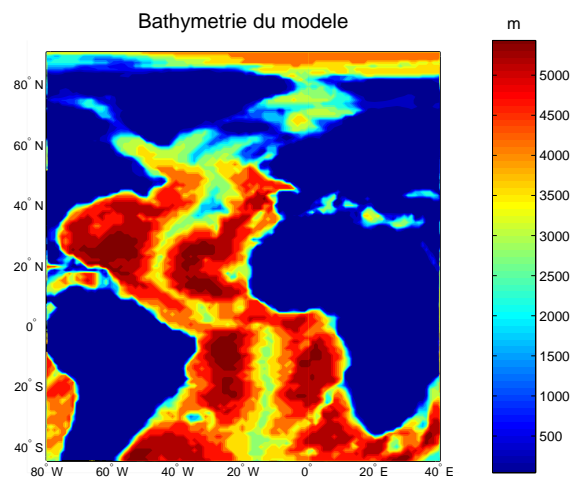 Bathymetrie du modele
m
80° N
60° N
40° N
20° N
0°
20° S
40° S
80° W
60° W
40° W
20° W
0°
20° E
40° E
5000
4500
4000
3500
3000
2500
2000
1500
1000
500